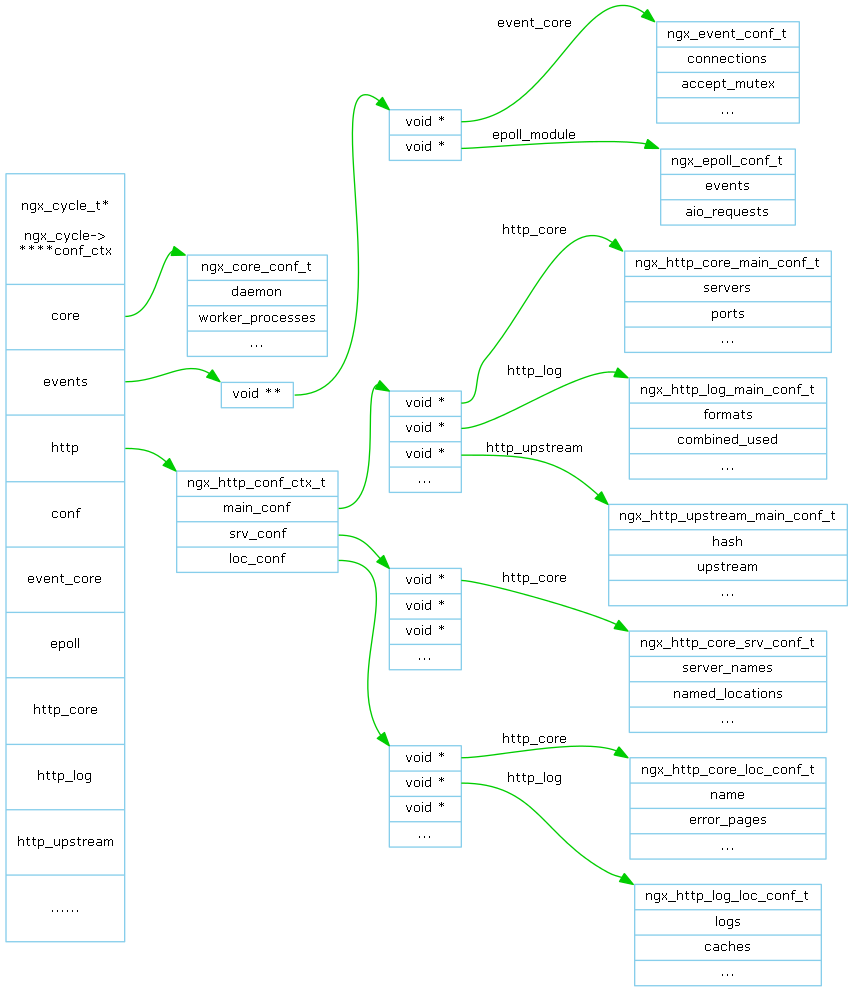 ngx_cycle_t*
ngx_cycle->
****conf_ctx
core
events
http
conf
event_core
epoll
http_core
http_log
http_upstream
......
ngx_core_conf_t
daemon
worker_processes
...
void **
ngx_http_conf_ctx_t
main_conf
srv_conf
loc_conf
void *
void *
void *
void *
void *
...
void *
void *
void *
...
void *
void *
void *
...
event_core
epoll_module
http_core
http_log
http_upstream
http_core
http_core
http_log
ngx_event_conf_t
connections
accept_mutex
...
ngx_epoll_conf_t
events
aio_requests
ngx_http_core_main_conf_t
servers
ports
...
ngx_http_log_main_conf_t
formats
combined_used
...
ngx_http_upstream_main_conf_t
hash
upstream
...
ngx_http_core_srv_conf_t
server_names
named_locations
...
ngx_http_core_loc_conf_t
name
error_pages
...
ngx_http_log_loc_conf_t
logs
caches
...